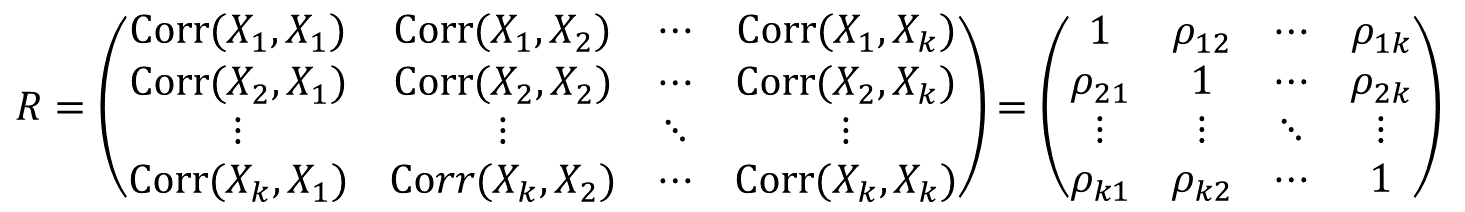 R = (Corr(X₁,X₁) Corr(X₁,X₂) ⋯ Corr(X₁,Xₖ) Corr(X₂,X₁) Corr(X₂,X₂) ⋯ Corr(X₂,Xₖ) ⋮ ⋮ ⋱ ⋮ Corr(Xₖ,X₁) Corr(Xₖ,X₂) ⋯ Corr(Xₖ,Xₖ)) = (1 ρ₁₂ ⋯ ρ₁ₖ ρ₂₁ 1 ⋯ ρ₂ₖ ⋮ ⋮ ⋱ ⋮ ρₖ₁ ρₖ₂ ⋯ 1)